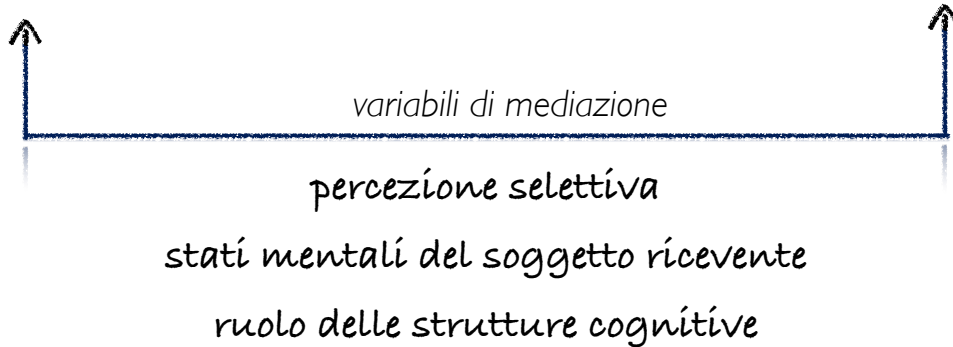 variabili di mediazione
percezione selettiva
stati mentali del soggetto ricevente
ruolo delle strutture cognitive